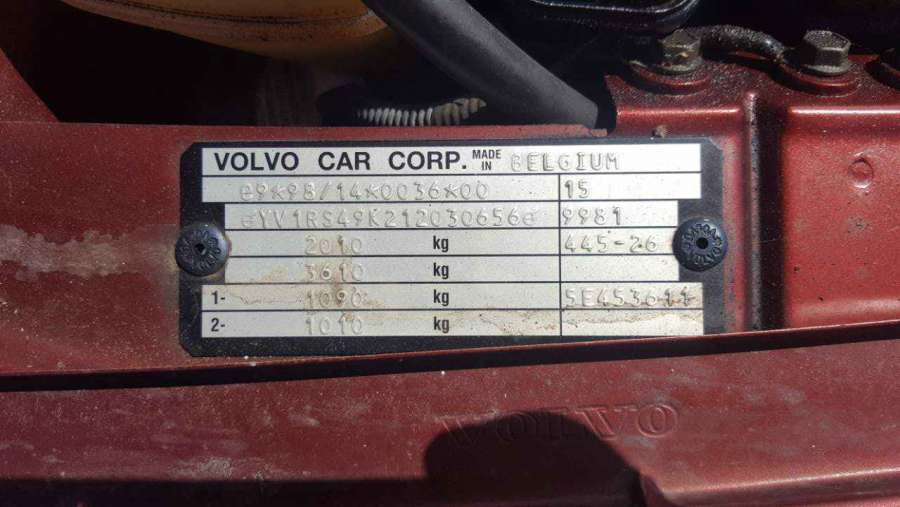 VOLVO CAR CORP. MADE IN BELGIUM
e9*98/14*0036*00 15
eYV1RS49K212030656e 9981
2010 kg 445-26
3610 kg
1- 1090 kg 5E453611
2- 1010 kg
VOLVO